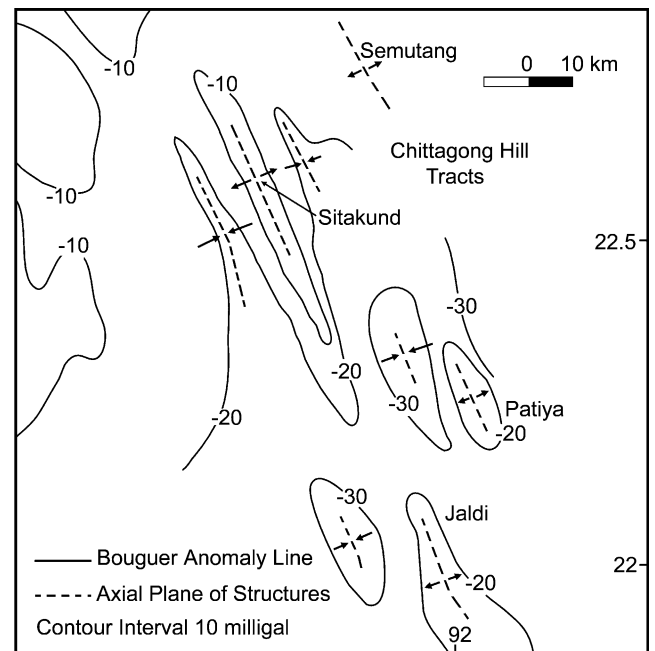 Semutang
0 10 km
-10
-10
Chittagong Hill
Tracts
-10
Sitakund
-10
22.5
-30
-20
-30
Patiya
-20
-20
-30
Jaldi
Bouguer Anomaly Line
22
-20
Axial Plane of Structures
Contour Interval 10 milligal
92